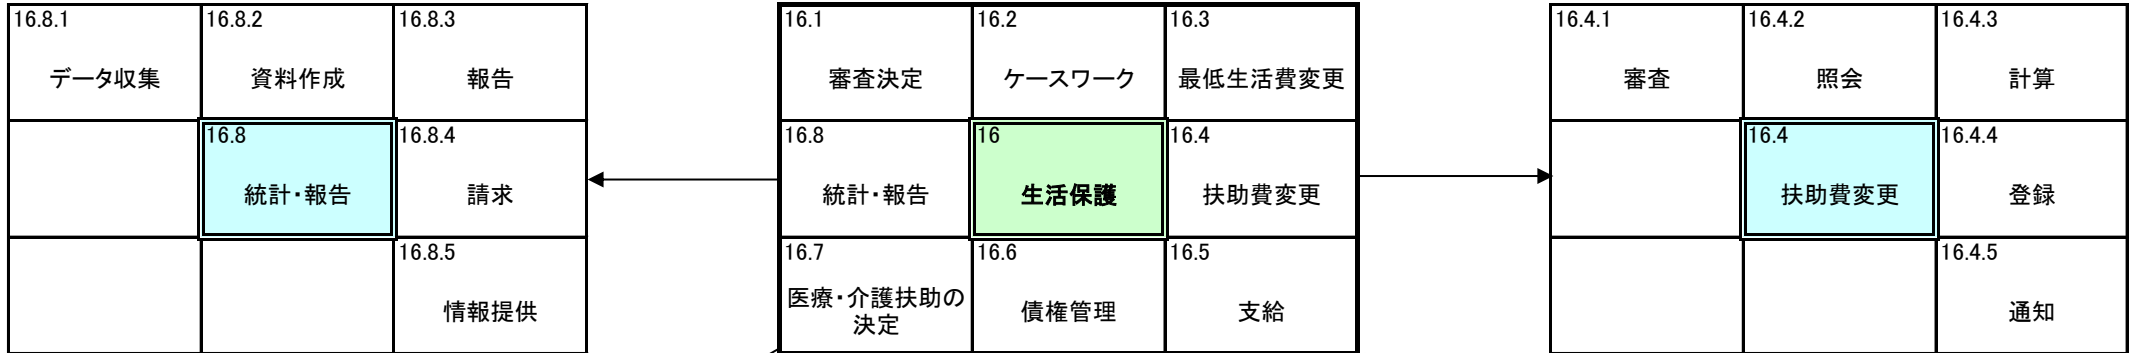 16.8.1
データ収集
16.8.2
資料作成
16.8.3
報告
16.8
統計・報告
16.8.4
請求
16.8.5
情報提供
16.1
審査決定
16.2
ケースワーク
16.3
最低生活費変更
16.8
統計・報告
16
生活保護
16.4
扶助費変更
16.7
医療・介護扶助の
決定
16.6
債権管理
16.5
支給
16.4.1
審査
16.4.2
照会
16.4.3
計算
16.4
扶助費変更
16.4.4
登録
16.4.5
通知